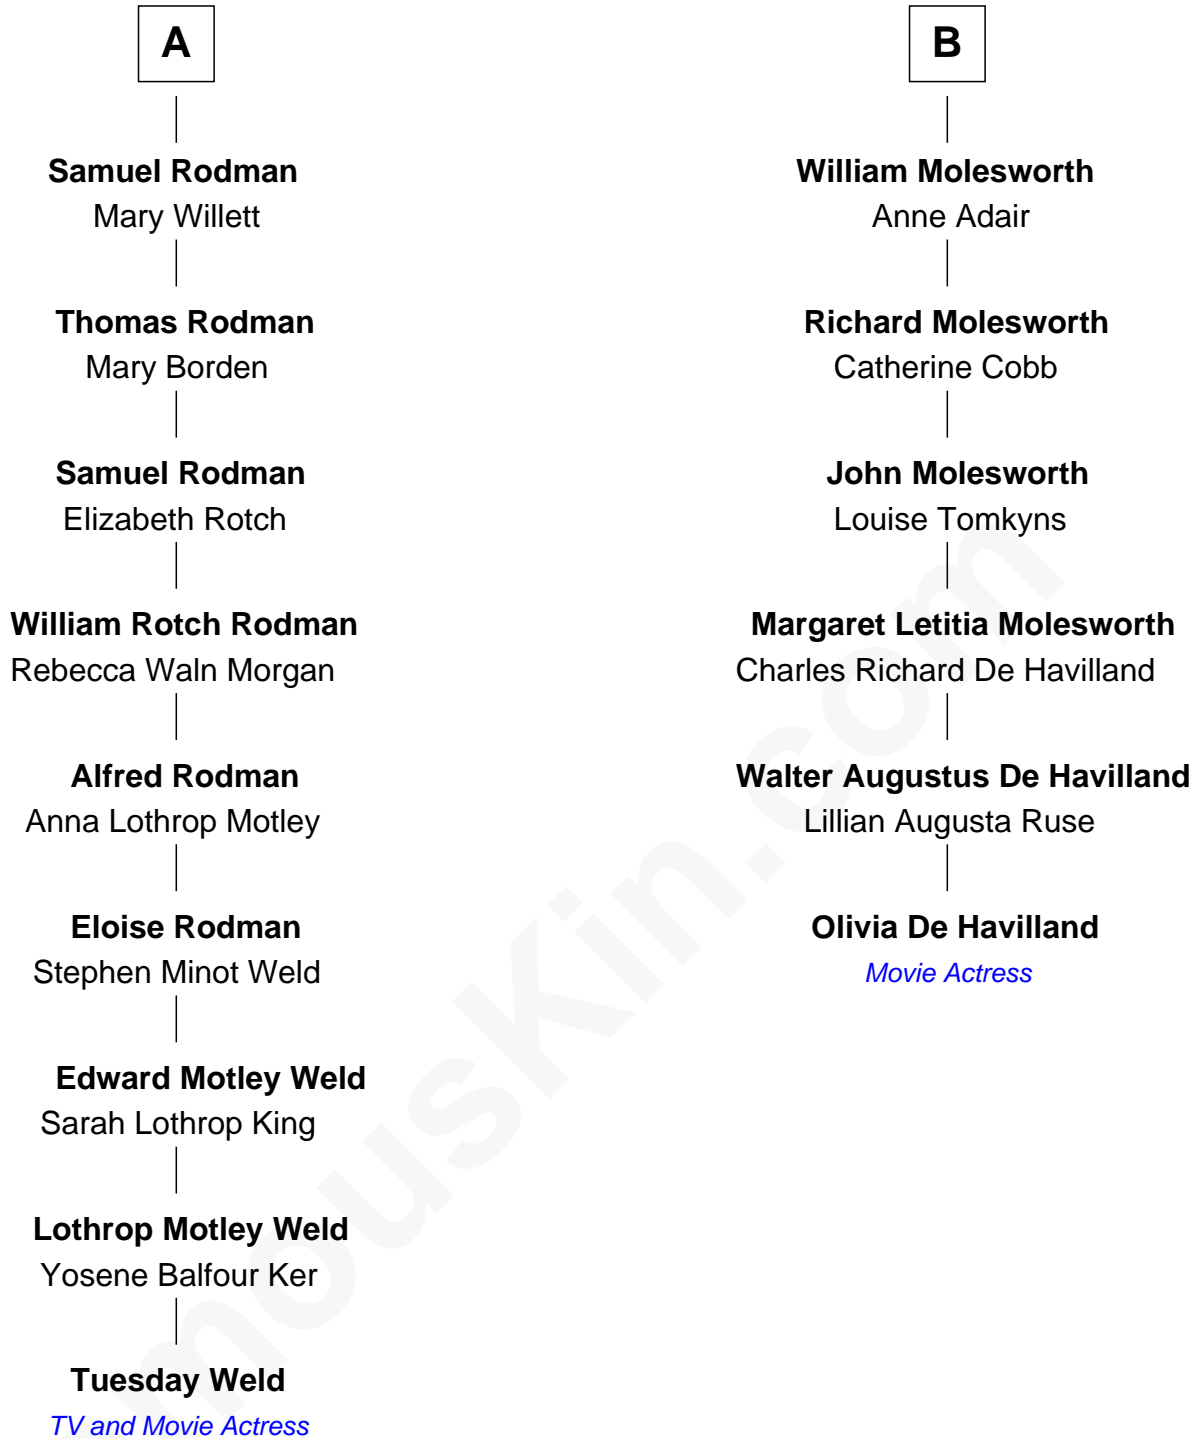 A
Samuel Rodman
Mary Willett
Thomas Rodman
Mary Borden
Samuel Rodman
Elizabeth Rotch
William Rotch Rodman
Rebecca Waln Morgan
Alfred Rodman
Anna Lothrop Motley
Eloise Rodman
Stephen Minot Weld
Edward Motley Weld
Sarah Lothrop King
Lothrop Motley Weld
Yosene Balfour Ker
Tuesday Weld
TV and Movie Actress
B
William Molesworth
Anne Adair
Richard Molesworth
Catherine Cobb
John Molesworth
Louise Tomkyns
Margaret Letitia Molesworth
Charles Richard De Havilland
Walter Augustus De Havilland
Lillian Augusta Ruse
Olivia De Havilland
Movie Actress
mousKin.com